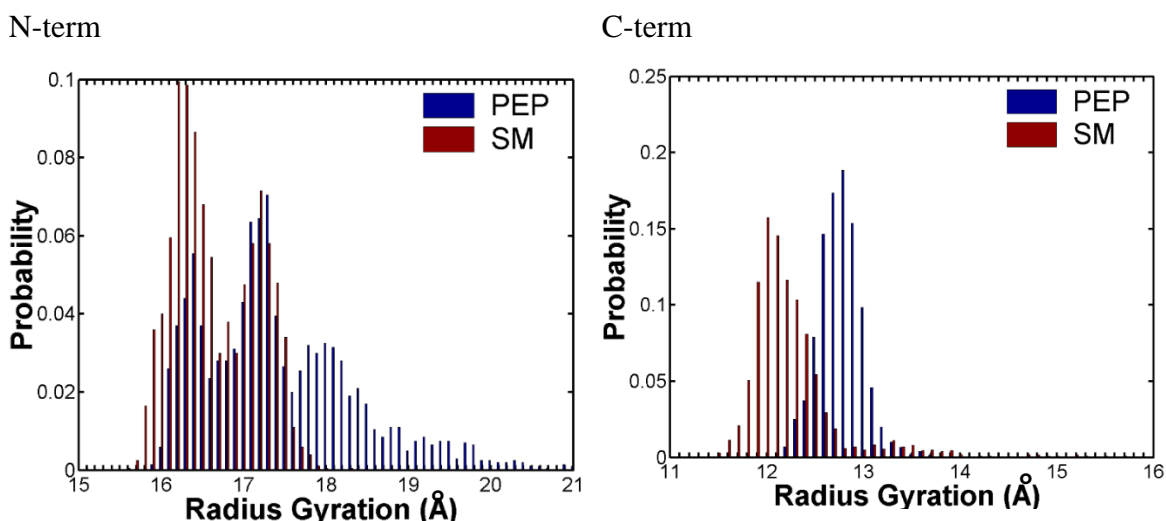 N-term
C-term
0.1
0.08
0.06
0.04
0.02
0
Probability
PEP
SM
15 16 17 18 19 20 21
Radius Gyration (Å)
0.25
0.2
0.15
0.1
0.05
0
Probability
PEP
SM
11 12 13 14 15 16
Radius Gyration (Å)